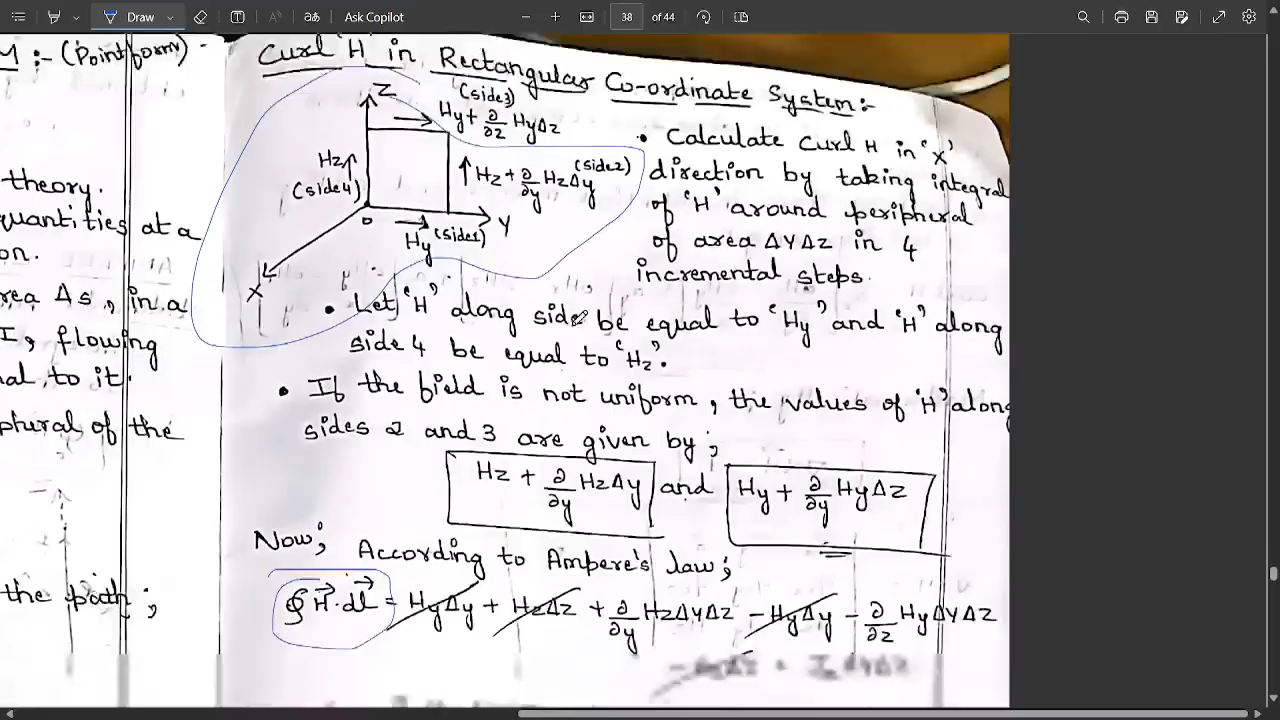 Draw
Ask Copilot
38 of 44
M :- (Pointform) -
theory.
quantities at a
on.
rea Δs, in a
I, flowing
nal to it.
pheral of the
the path ;
Curl H in Rectangular Co-ordinate System:-
Z
(side3)
Hy + ∂/∂z HyΔz
Hz↑
(side4)
↑ Hz + ∂/∂y HzΔy (side2)
o
Y
Hy (side1)
X
• Calculate Curl H in 'X'
direction by taking integral
of 'H' around peripheral
of area ΔYΔZ in 4
incremental steps.
• Let 'H' along side be equal to 'Hy' and 'H' along
side 4 be equal to 'Hz'.
• If the field is not uniform, the values of 'H' along
sides 2 and 3 are given by ;
Hz + ∂/∂y HzΔy and Hy + ∂/∂y HyΔz
Now; According to Ampere's law;
∮ H⃗·dl⃗ = HyΔy + HzΔz + ∂/∂y HzΔyΔz - HyΔy - ∂/∂z HyΔyΔz